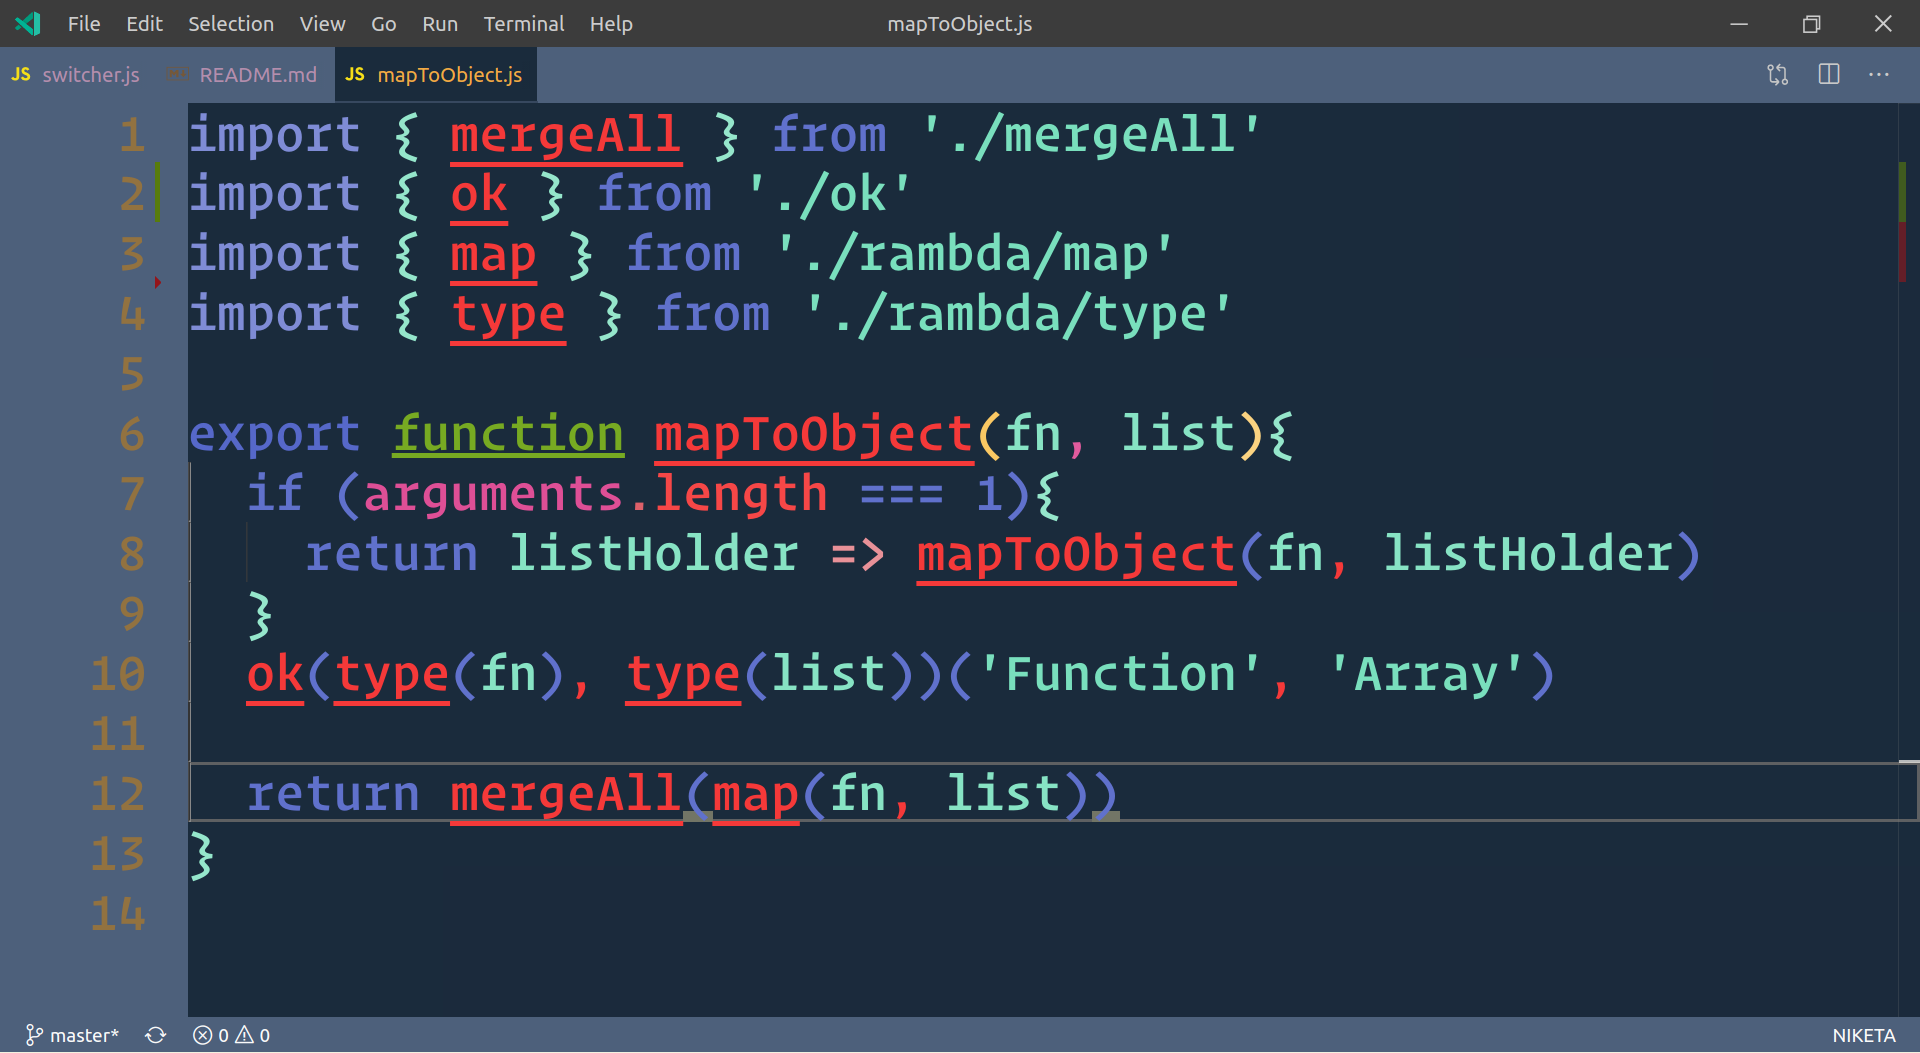 File Edit Selection View Go Run Terminal Help mapToObject.js
JS switcher.js README.md JS mapToObject.js
1 import { mergeAll } from './mergeAll'
2 import { ok } from './ok'
3 import { map } from './rambda/map'
4 import { type } from './rambda/type'
5
6 export function mapToObject(fn, list){
7 if (arguments.length === 1){
8 return listHolder => mapToObject(fn, listHolder)
9 }
10 ok(type(fn), type(list))('Function', 'Array')
11
12 return mergeAll(map(fn, list))
13 }
14
master* 0 0 NIKETA